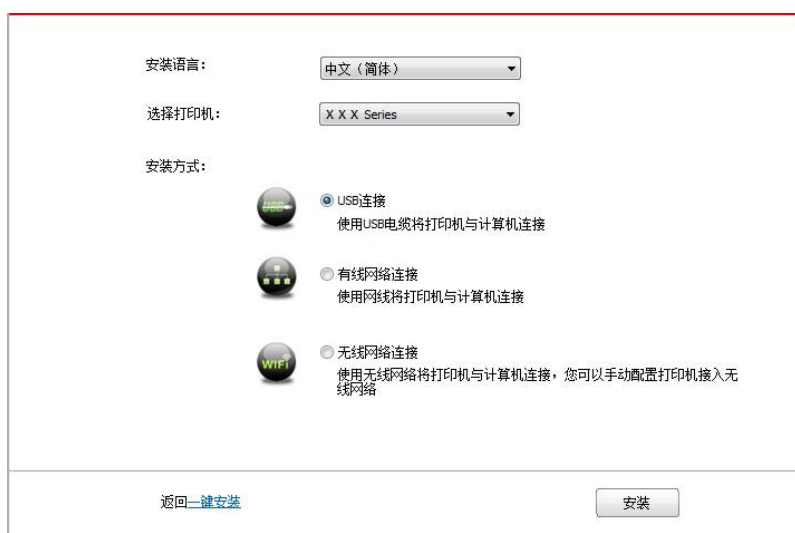 安装语言：
中文（简体）
选择打印机：
X X X Series
安装方式：
USB
USB连接
使用USB电缆将打印机与计算机连接
有线网络连接
使用网线将打印机与计算机连接
WiFi
无线网络连接
使用无线网络将打印机与计算机连接，您可以手动配置打印机接入无
线网络
返回一键安装
安装